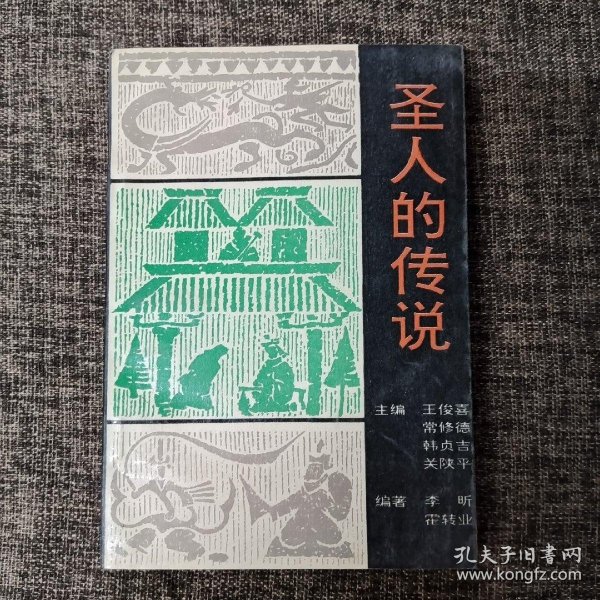 圣人的传说
主编 王俊喜
常修德
韩贞吉
关陕平
编著 李昕
霍转业
孔夫子旧书网
www.kongfz.com